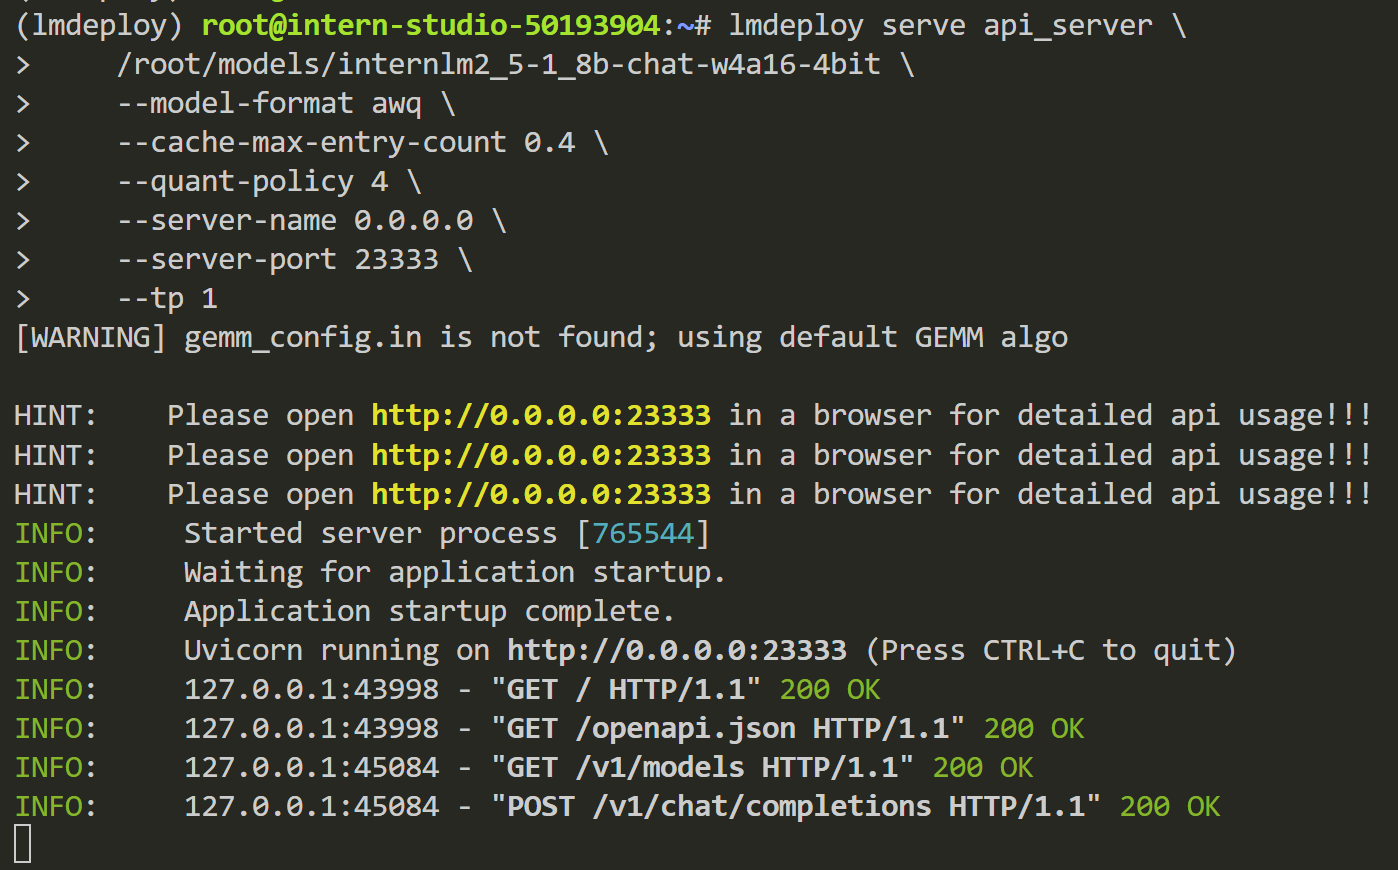 (lmdeploy) root@intern-studio-50193904:~# lmdeploy serve api_server \
>     /root/models/internlm2_5-1_8b-chat-w4a16-4bit \
>     --model-format awq \
>     --cache-max-entry-count 0.4 \
>     --quant-policy 4 \
>     --server-name 0.0.0.0 \
>     --server-port 23333 \
>     --tp 1
[WARNING] gemm_config.in is not found; using default GEMM algo
HINT:    Please open http://0.0.0.0:23333 in a browser for detailed api usage!!!
HINT:    Please open http://0.0.0.0:23333 in a browser for detailed api usage!!!
HINT:    Please open http://0.0.0.0:23333 in a browser for detailed api usage!!!
INFO:     Started server process [765544]
INFO:     Waiting for application startup.
INFO:     Application startup complete.
INFO:     Uvicorn running on http://0.0.0.0:23333 (Press CTRL+C to quit)
INFO:     127.0.0.1:43998 - "GET / HTTP/1.1" 200 OK
INFO:     127.0.0.1:43998 - "GET /openapi.json HTTP/1.1" 200 OK
INFO:     127.0.0.1:45084 - "GET /v1/models HTTP/1.1" 200 OK
INFO:     127.0.0.1:45084 - "POST /v1/chat/completions HTTP/1.1" 200 OK